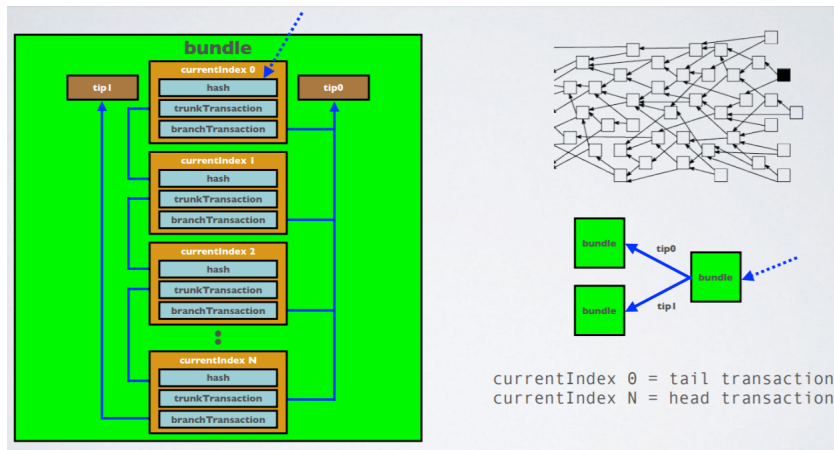 bundle
tip1
tip0
currentIndex 0
hash
trunkTransaction
branchTransaction
currentIndex 1
hash
trunkTransaction
branchTransaction
currentIndex 2
hash
trunkTransaction
branchTransaction
currentIndex N
hash
trunkTransaction
branchTransaction
bundle
tip0
bundle
bundle
tip1
currentIndex 0 = tail transaction
currentIndex N = head transaction